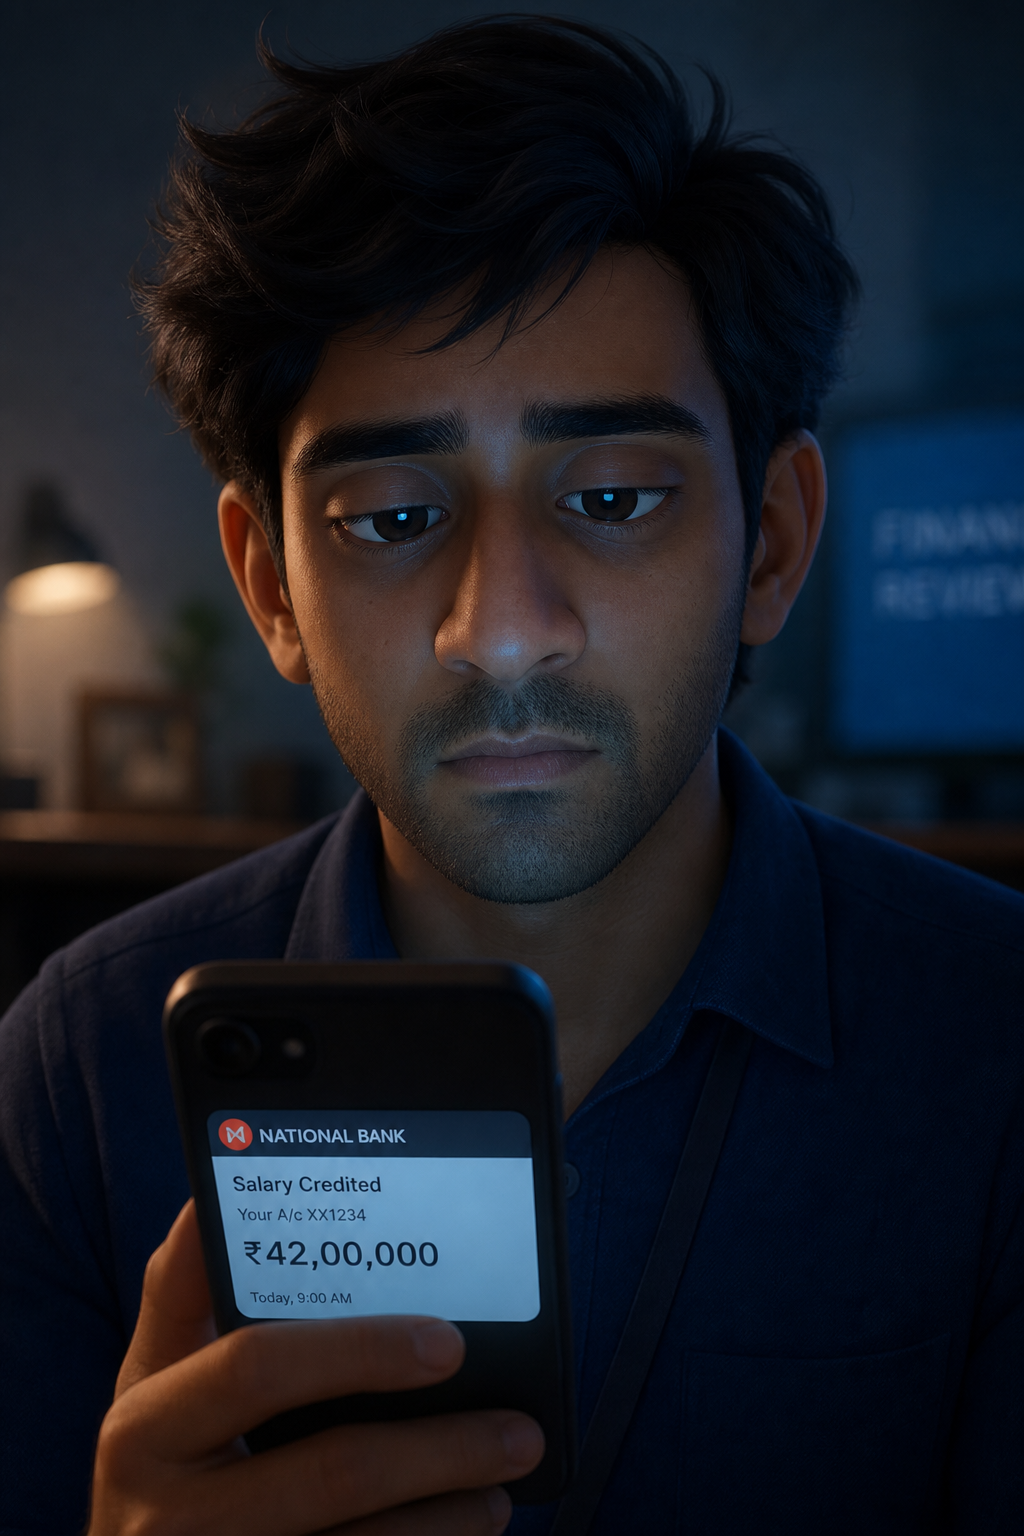 NATIONAL BANK
Salary Credited
Your A/c XX1234
₹42,00,000
Today, 9:00 AM